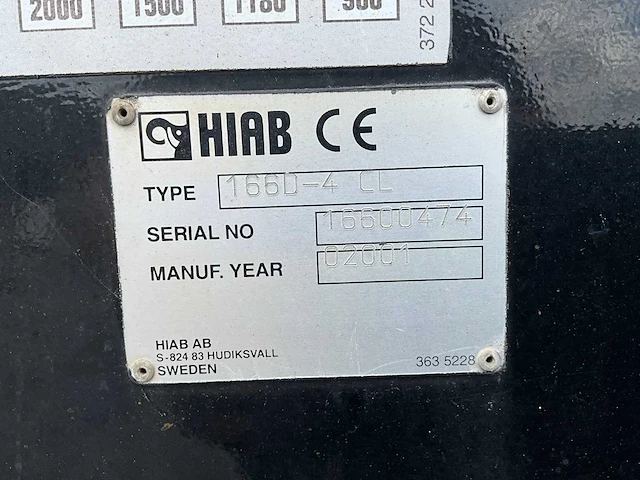 2000 1500 1180
372 2
HIAB CE
TYPE 166D-4 CL
SERIAL NO 16600474
MANUF. YEAR 02001
HIAB AB
S-824 83 HUDIKSVALL
SWEDEN 363 5228